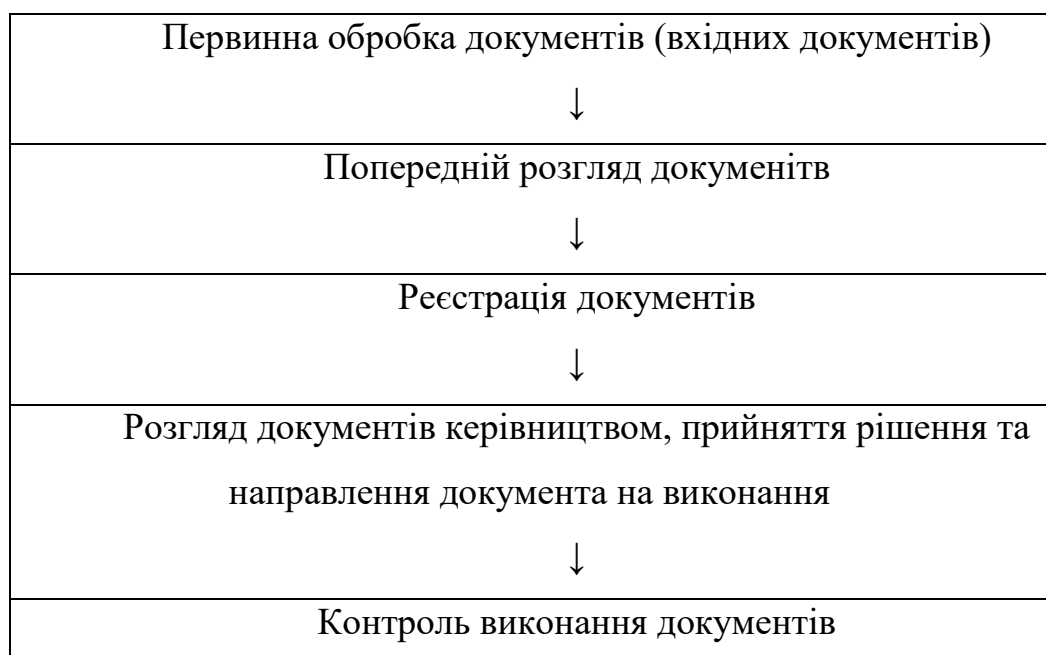 Первинна обробка документів (вхідних документів)
↓
Попередній розгляд докуменітв
↓
Реєстрація документів
↓
Розгляд документів керівництвом, прийняття рішення та
направлення документа на виконання
↓
Контроль виконання документів